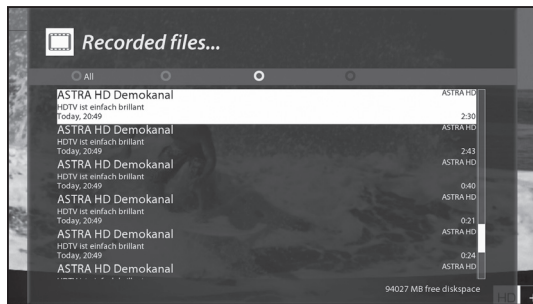 Recorded files...
All
ASTRA HD Demokanal ASTRA HD
HDTV ist einfach brillant
Today, 20:49 2:30
ASTRA HD Demokanal ASTRA HD
HDTV ist einfach brillant
Today, 20:49 2:43
ASTRA HD Demokanal ASTRA HD
HDTV ist einfach brillant
Today, 20:49 0:40
ASTRA HD Demokanal ASTRA HD
HDTV ist einfach brillant
Today, 20:49 0:21
ASTRA HD Demokanal ASTRA HD
HDTV ist einfach brillant
Today, 20:49 0:24
ASTRA HD Demokanal ASTRA HD
94027 MB free diskspace
HD